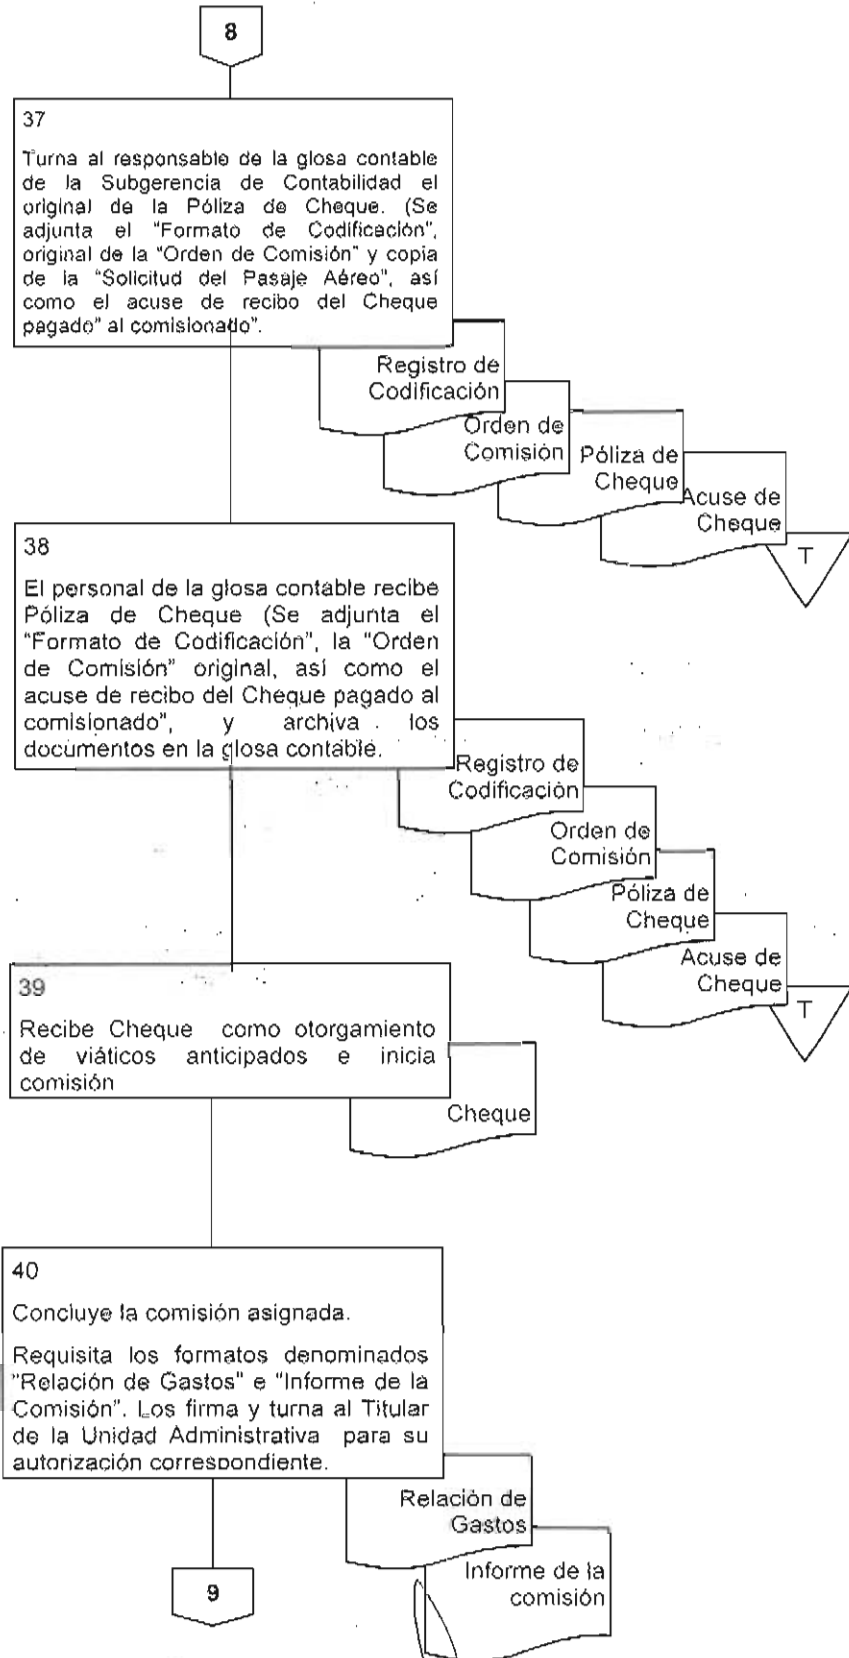 8
37
Turna al responsable de la glosa contable
de la Subgerencia de Contabilidad el
original de la Póliza de Cheque. (Se
adjunta el "Formato de Codificación",
original de la "Orden de Comisión" y copia
de la "Solicitud del Pasaje Aéreo", así
como el acuse de recibo del Cheque
pagado" al comisionado".
Registro de
Codificación
Orden de
Comisión
Póliza de
Cheque
Acuse de
Cheque
T
38
El personal de la glosa contable recibe
Póliza de Cheque (Se adjunta el
"Formato de Codificación", la "Orden
de Comisión" original, así como el
acuse de recibo del Cheque pagado al
comisionado", y archiva los
documentos en la glosa contable.
Registro de
Codificación
Orden de
Comisión
Póliza de
Cheque
Acuse de
Cheque
T
39
Recibe Cheque como otorgamiento
de viáticos anticipados e inicia
comisión
Cheque
40
Concluye la comisión asignada.
Requisita los formatos denominados
"Relación de Gastos" e "Informe de la
Comisión". Los firma y turna al Titular
de la Unidad Administrativa para su
autorización correspondiente.
Relación de
Gastos
Informe de la
comisión
9